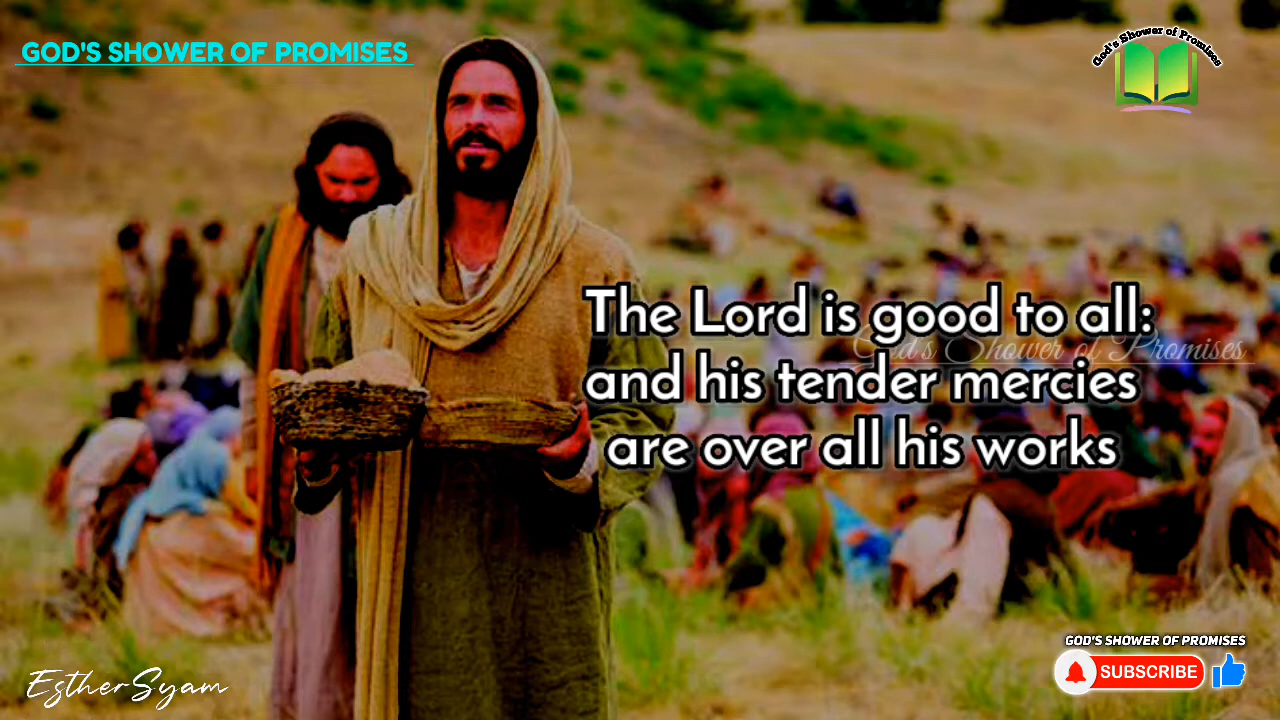 GOD'S SHOWER OF PROMISES
God's Shower of Promises
The Lord is good to all:
God's Shower of Promises
and his tender mercies
are over all his works
GOD'S SHOWER OF PROMISES
SUBSCRIBE
EstherSyam